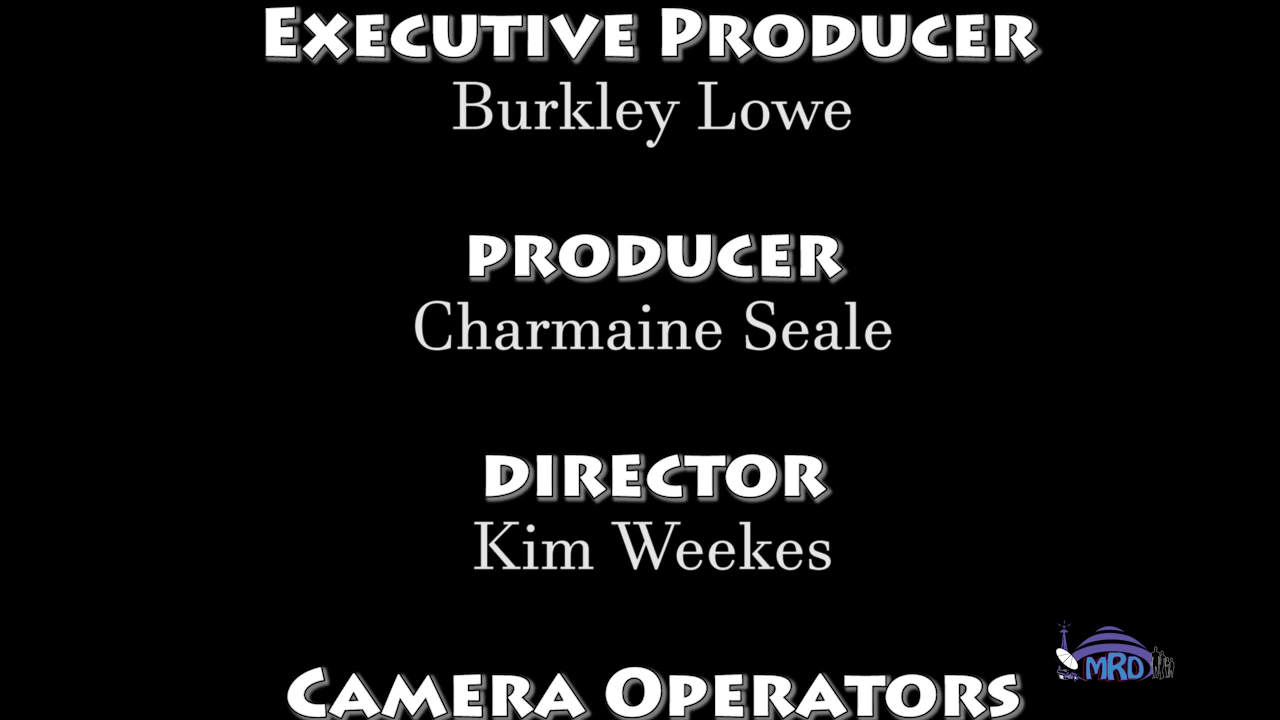 EXECUTIVE PRODUCER
Burkley Lowe
PRODUCER
Charmaine Seale
DIRECTOR
Kim Weekes
MRD
CAMERA OPERATORS